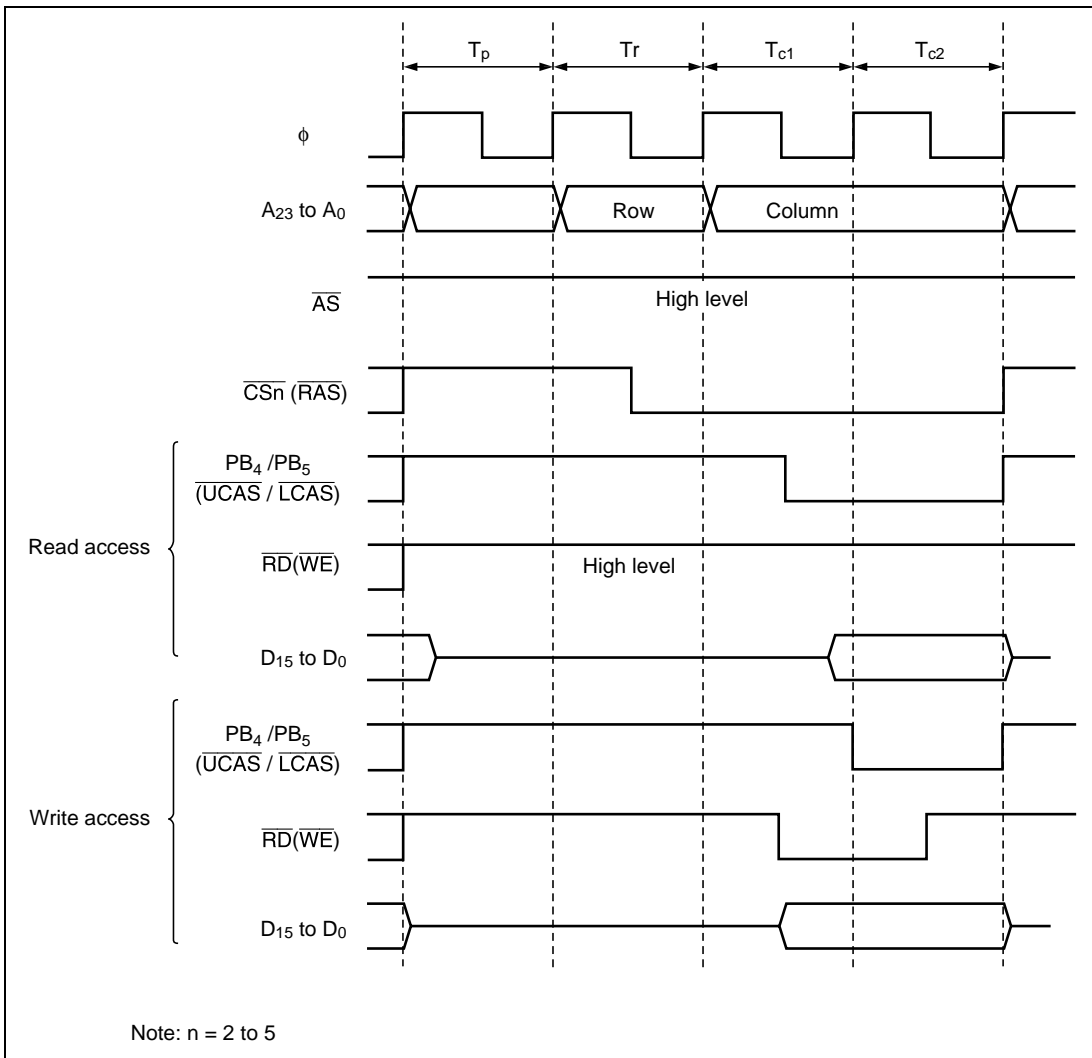 Tp Tr Tc1 Tc2
φ
A23 to A0 Row Column
AS High level
CSn (RAS)
PB4 /PB5
(UCAS / LCAS)
Read access
RD(WE) High level
D15 to D0
PB4 /PB5
(UCAS / LCAS)
Write access
RD(WE)
D15 to D0
Note: n = 2 to 5